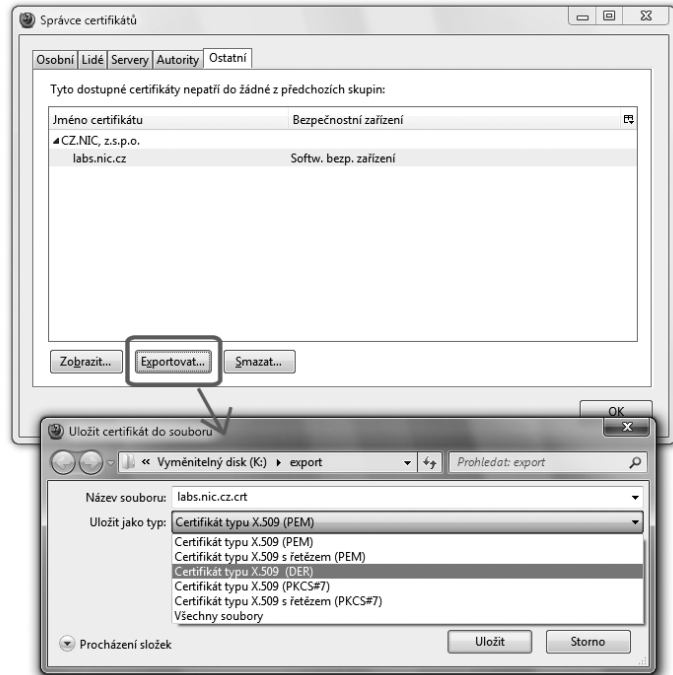 Správce certifikátů
Osobní Lidé Servery Autority Ostatní
Tyto dostupné certifikáty nepatří do žádné z předchozích skupin:
Jméno certifikátu Bezpečnostní zařízení
CZ.NIC, z.s.p.o.
labs.nic.cz Softw. bezp. zařízení
Zobrazit... Exportovat... Smazat...
OK
Uložit certifikát do souboru
« Vyměnitelný disk (K:) export Prohledat: export
Název souboru: labs.nic.cz.crt
Uložit jako typ: Certifikát typu X.509 (PEM)
Certifikát typu X.509 (PEM)
Certifikát typu X.509 s řetězem (PEM)
Certifikát typu X.509 (DER)
Certifikát typu X.509 (PKCS#7)
Certifikát typu X.509 s řetězem (PKCS#7)
Všechny soubory
Procházení složek Uložit Storno